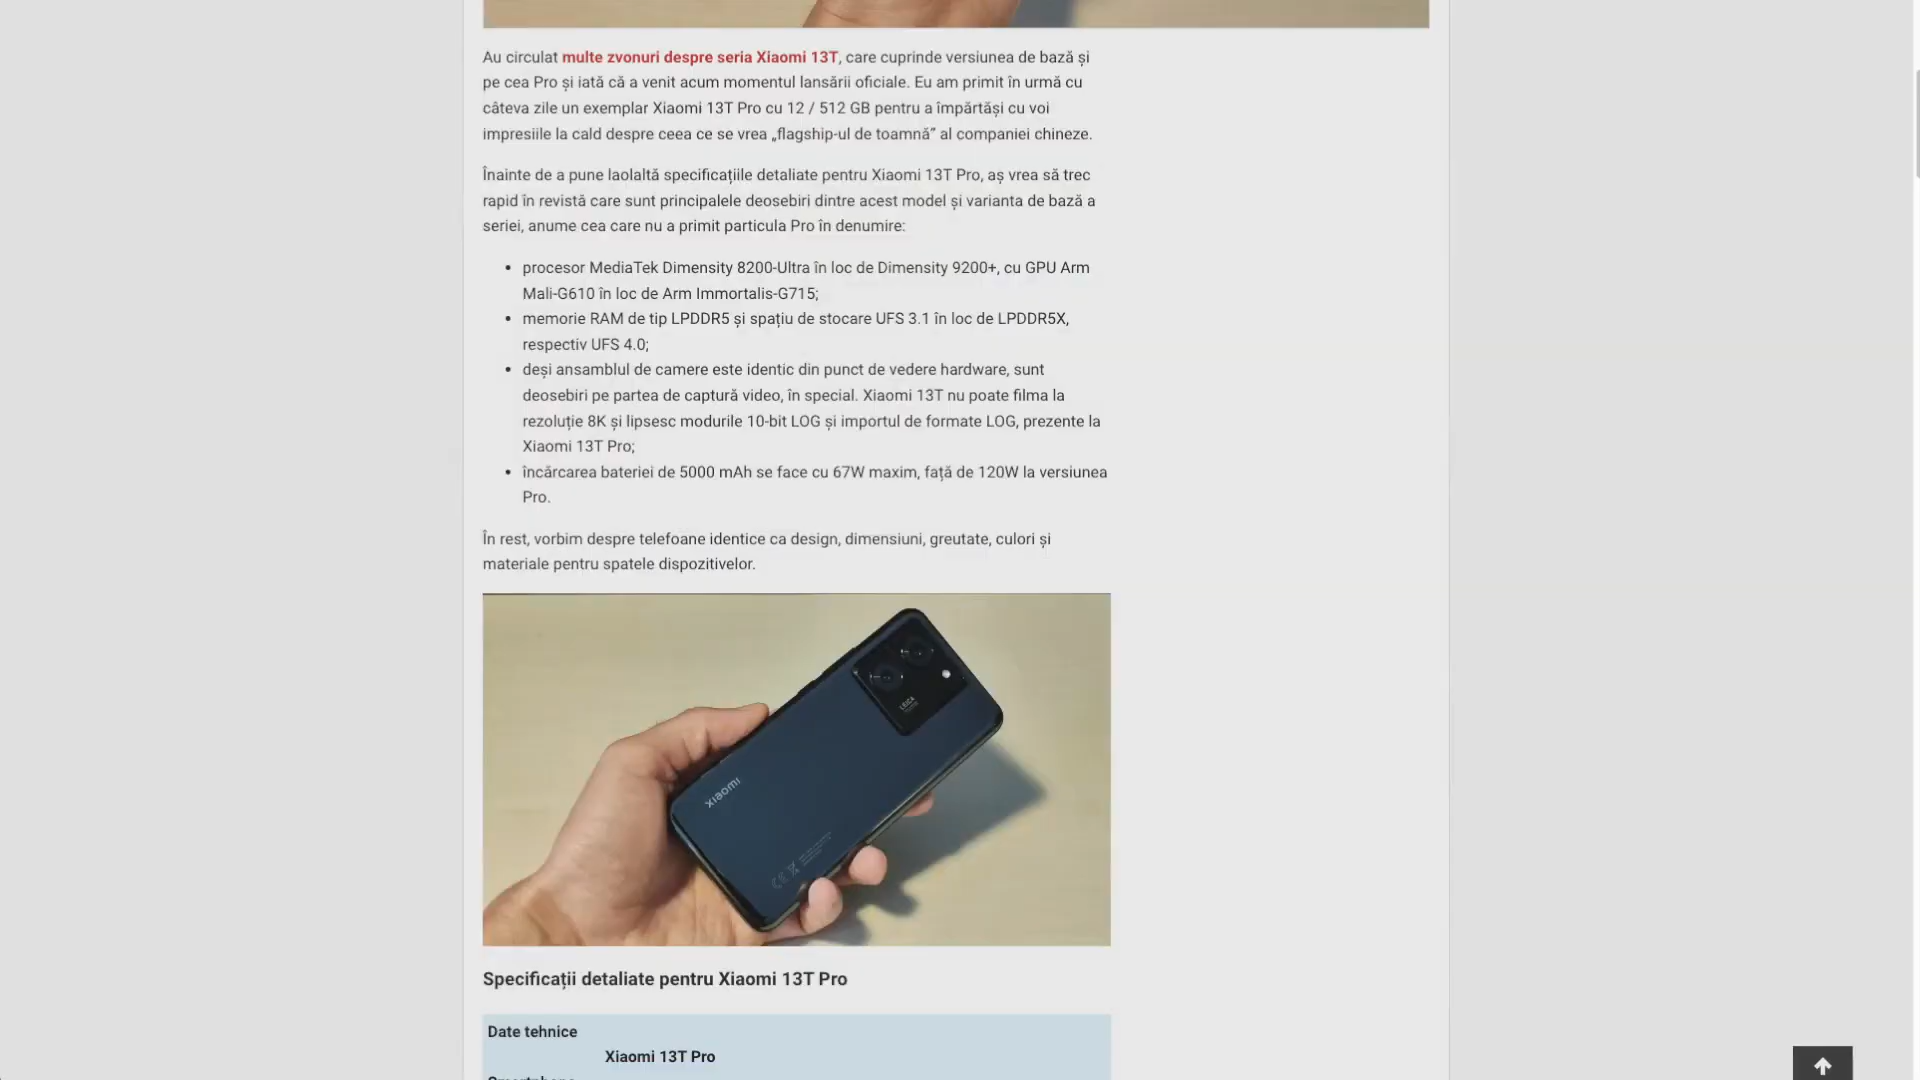 Au circulat multe zvonuri despre seria Xiaomi 13T, care cuprinde versiunea de bază și
pe cea Pro și iată că a venit acum momentul lansării oficiale. Eu am primit în urmă cu
câteva zile un exemplar Xiaomi 13T Pro cu 12 / 512 GB pentru a împărtăși cu voi
impresiile la cald despre ceea ce se vrea „flagship-ul de toamnă” al companiei chineze.
Înainte de a pune laolaltă specificațiile detaliate pentru Xiaomi 13T Pro, aș vrea să trec
rapid în revistă care sunt principalele deosebiri dintre acest model și varianta de bază a
seriei, anume cea care nu a primit particula Pro în denumire:
• procesor MediaTek Dimensity 8200-Ultra în loc de Dimensity 9200+, cu GPU Arm
Mali-G610 în loc de Arm Immortalis-G715;
• memorie RAM de tip LPDDR5 și spațiu de stocare UFS 3.1 în loc de LPDDR5X,
respectiv UFS 4.0;
• deși ansamblul de camere este identic din punct de vedere hardware, sunt
deosebiri pe partea de captură video, în special. Xiaomi 13T nu poate filma la
rezoluție 8K și lipsesc modurile 10-bit LOG și importul de formate LOG, prezente la
Xiaomi 13T Pro;
• încărcarea bateriei de 5000 mAh se face cu 67W maxim, față de 120W la versiunea
Pro.
În rest, vorbim despre telefoane identice ca design, dimensiuni, greutate, culori și
materiale pentru spatele dispozitivelor.
LEICA
xiaomi
CE
Specificații detaliate pentru Xiaomi 13T Pro
Date tehnice
Xiaomi 13T Pro